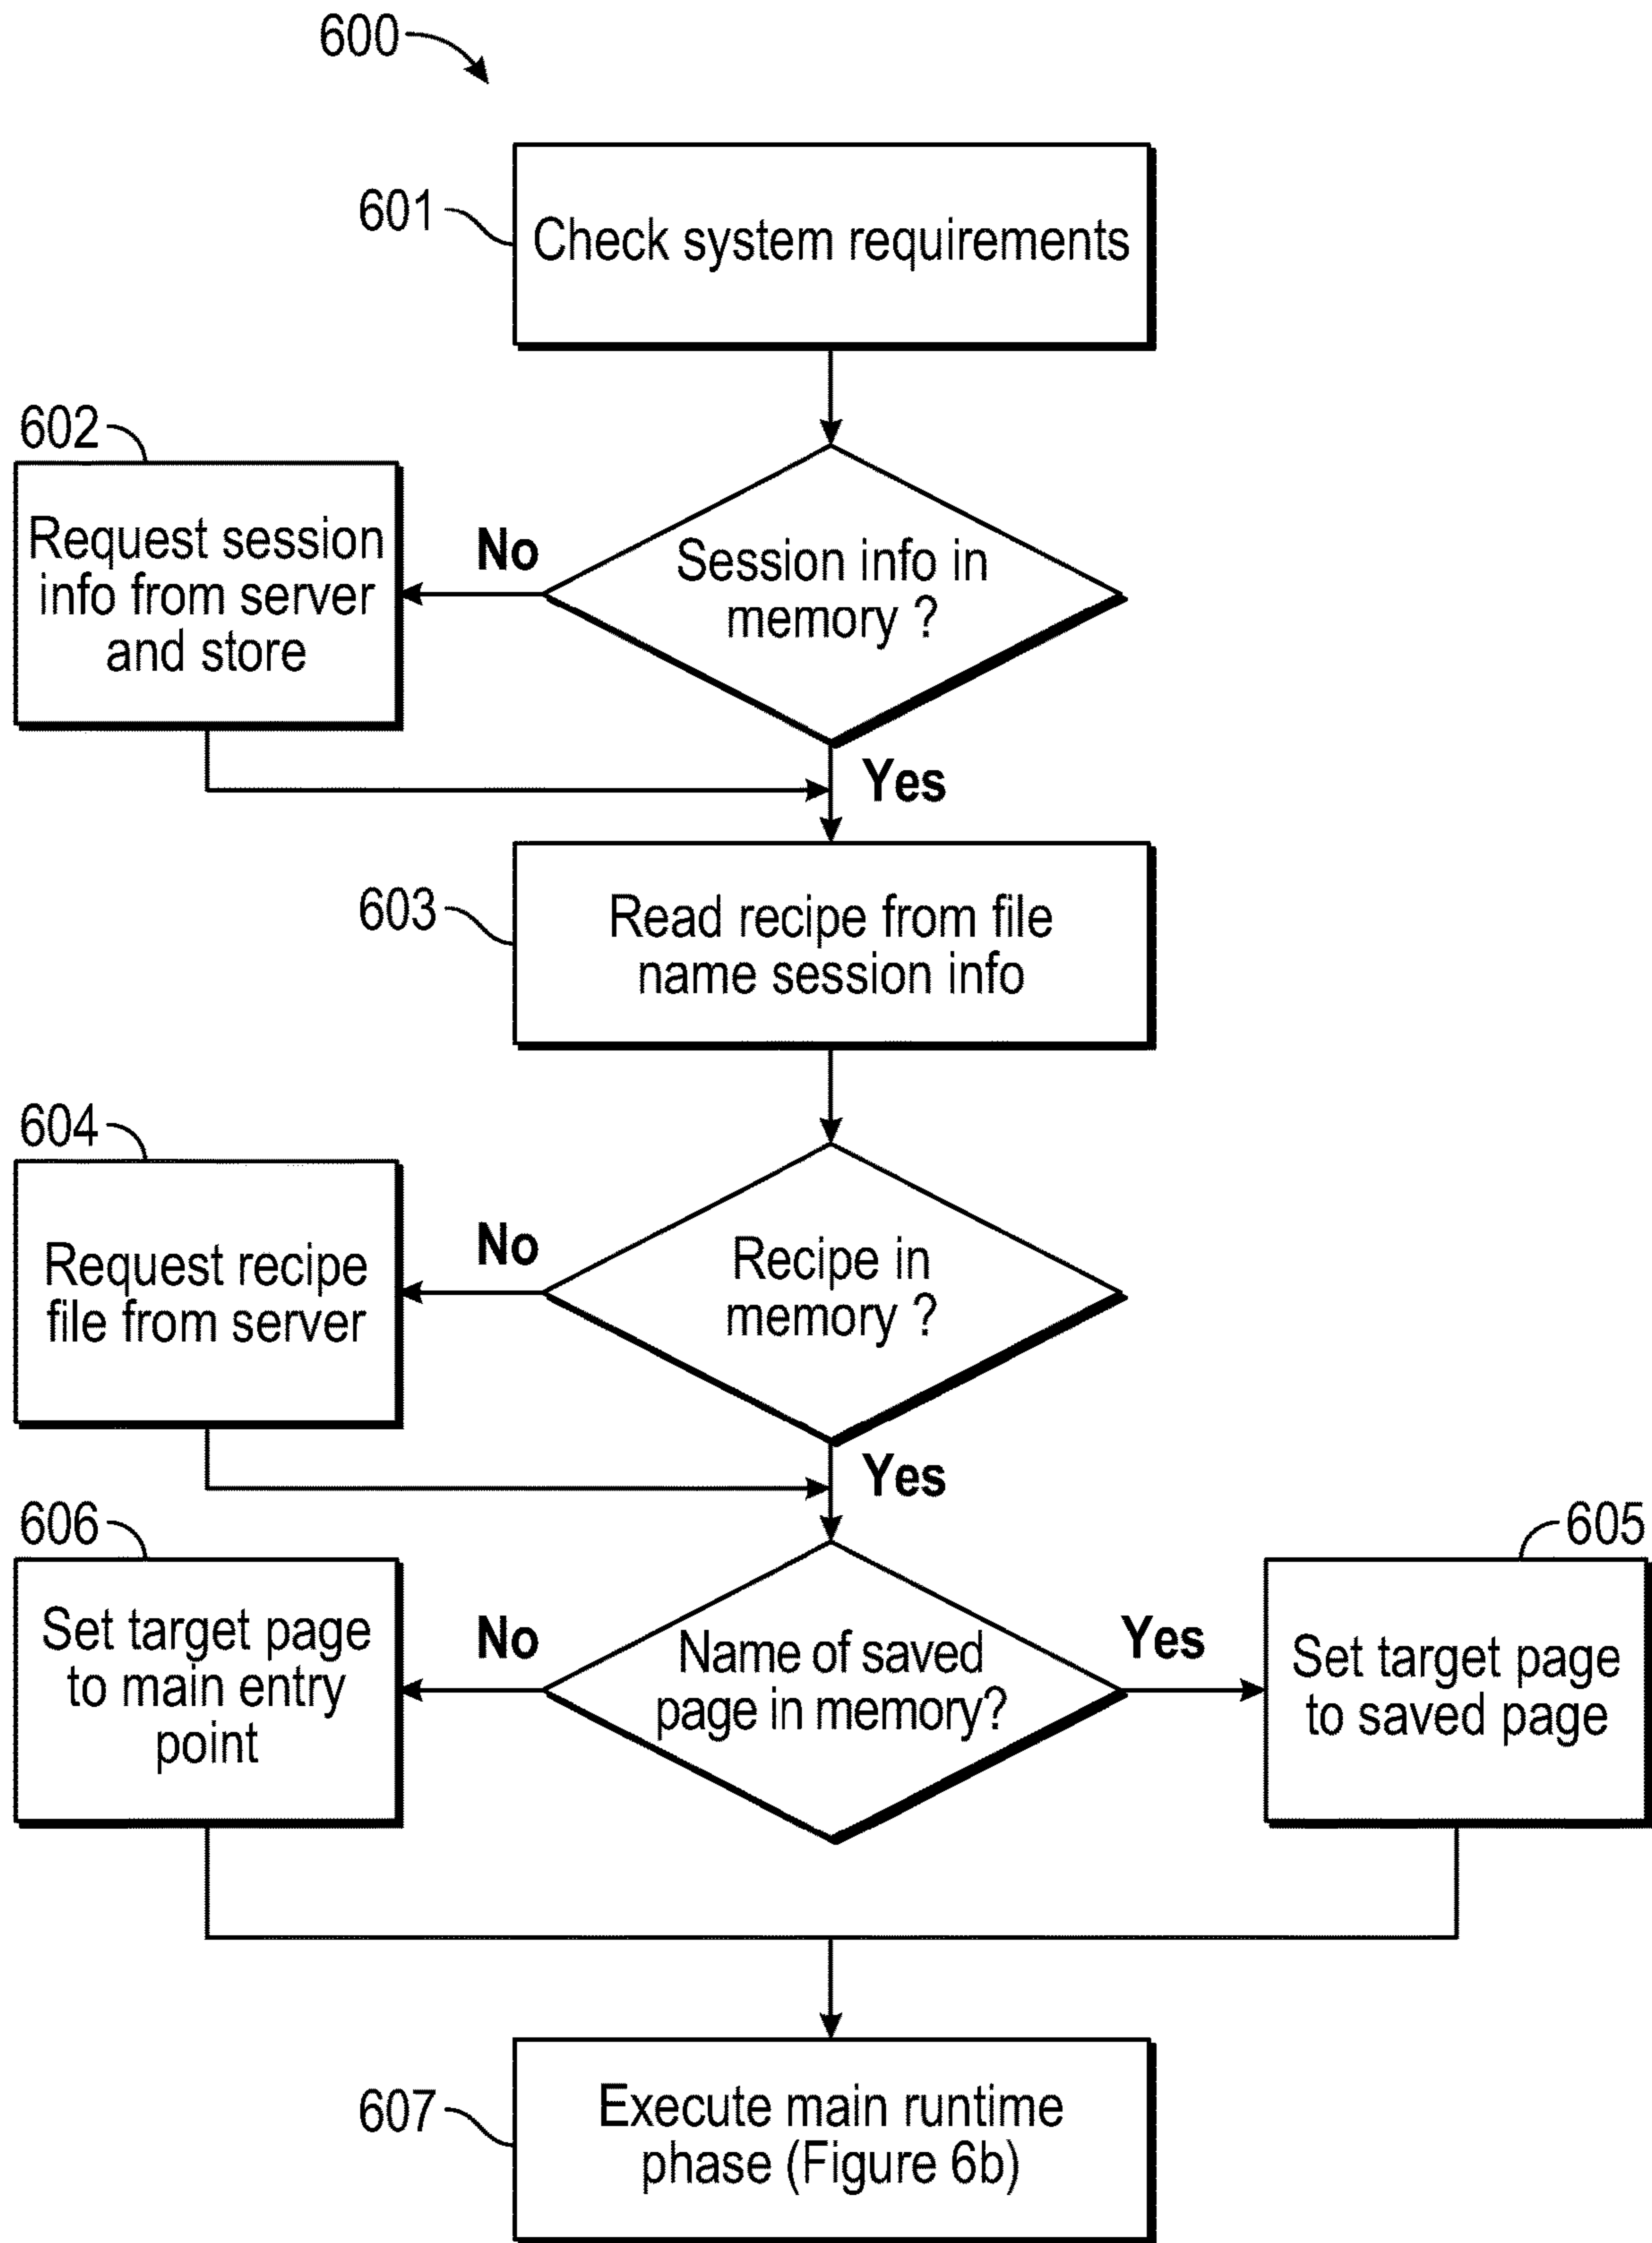 600
601
Check system requirements
602
Request session
info from server
and store
No
Session info in
memory ?
Yes
603
Read recipe from file
name session info
604
Request recipe
file from server
No
Recipe in
memory ?
Yes
606
605
Set target page
to main entry
point
No
Name of saved
page in memory?
Yes
Set target page
to saved page
607
Execute main runtime
phase (Figure 6b)